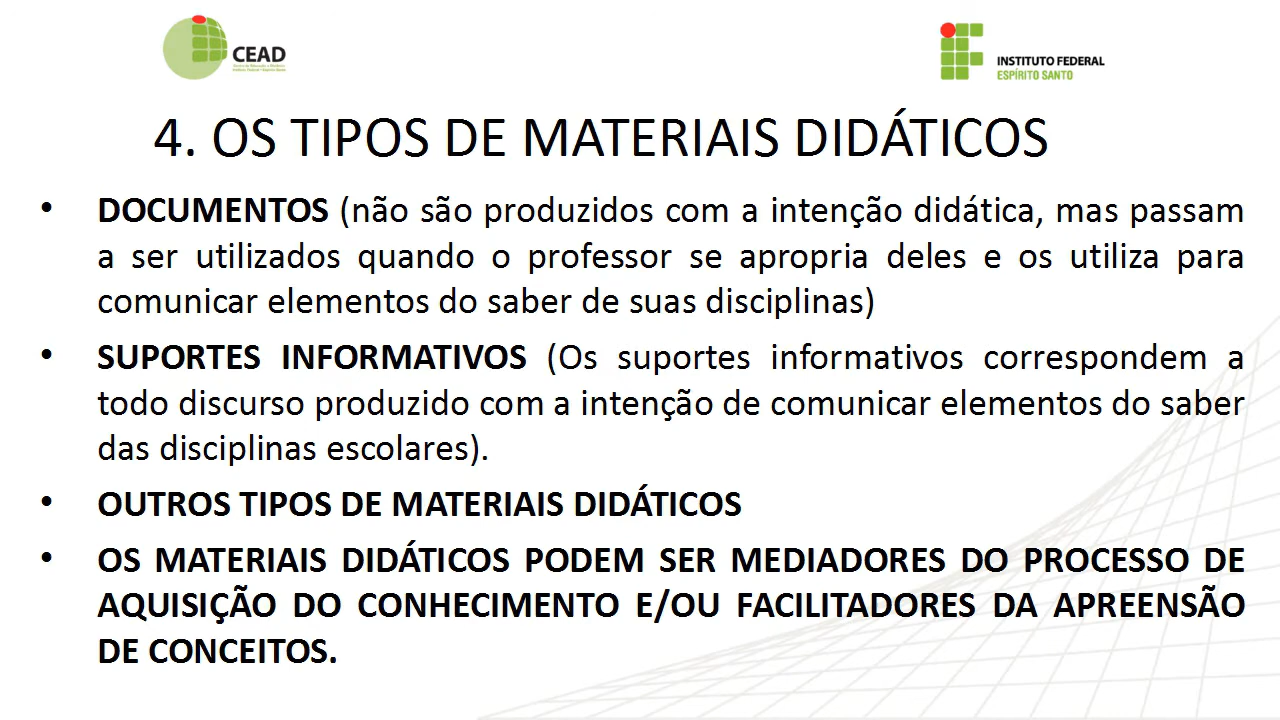 CEAD
INSTITUTO FEDERAL
ESPÍRITO SANTO
4. OS TIPOS DE MATERIAIS DIDÁTICOS
• DOCUMENTOS (não são produzidos com a intenção didática, mas passam
a ser utilizados quando o professor se apropria deles e os utiliza para
comunicar elementos do saber de suas disciplinas)
• SUPORTES INFORMATIVOS (Os suportes informativos correspondem a
todo discurso produzido com a intenção de comunicar elementos do saber
das disciplinas escolares).
• OUTROS TIPOS DE MATERIAIS DIDÁTICOS
• OS MATERIAIS DIDÁTICOS PODEM SER MEDIADORES DO PROCESSO DE
AQUISIÇÃO DO CONHECIMENTO E/OU FACILITADORES DA APREENSÃO
DE CONCEITOS.